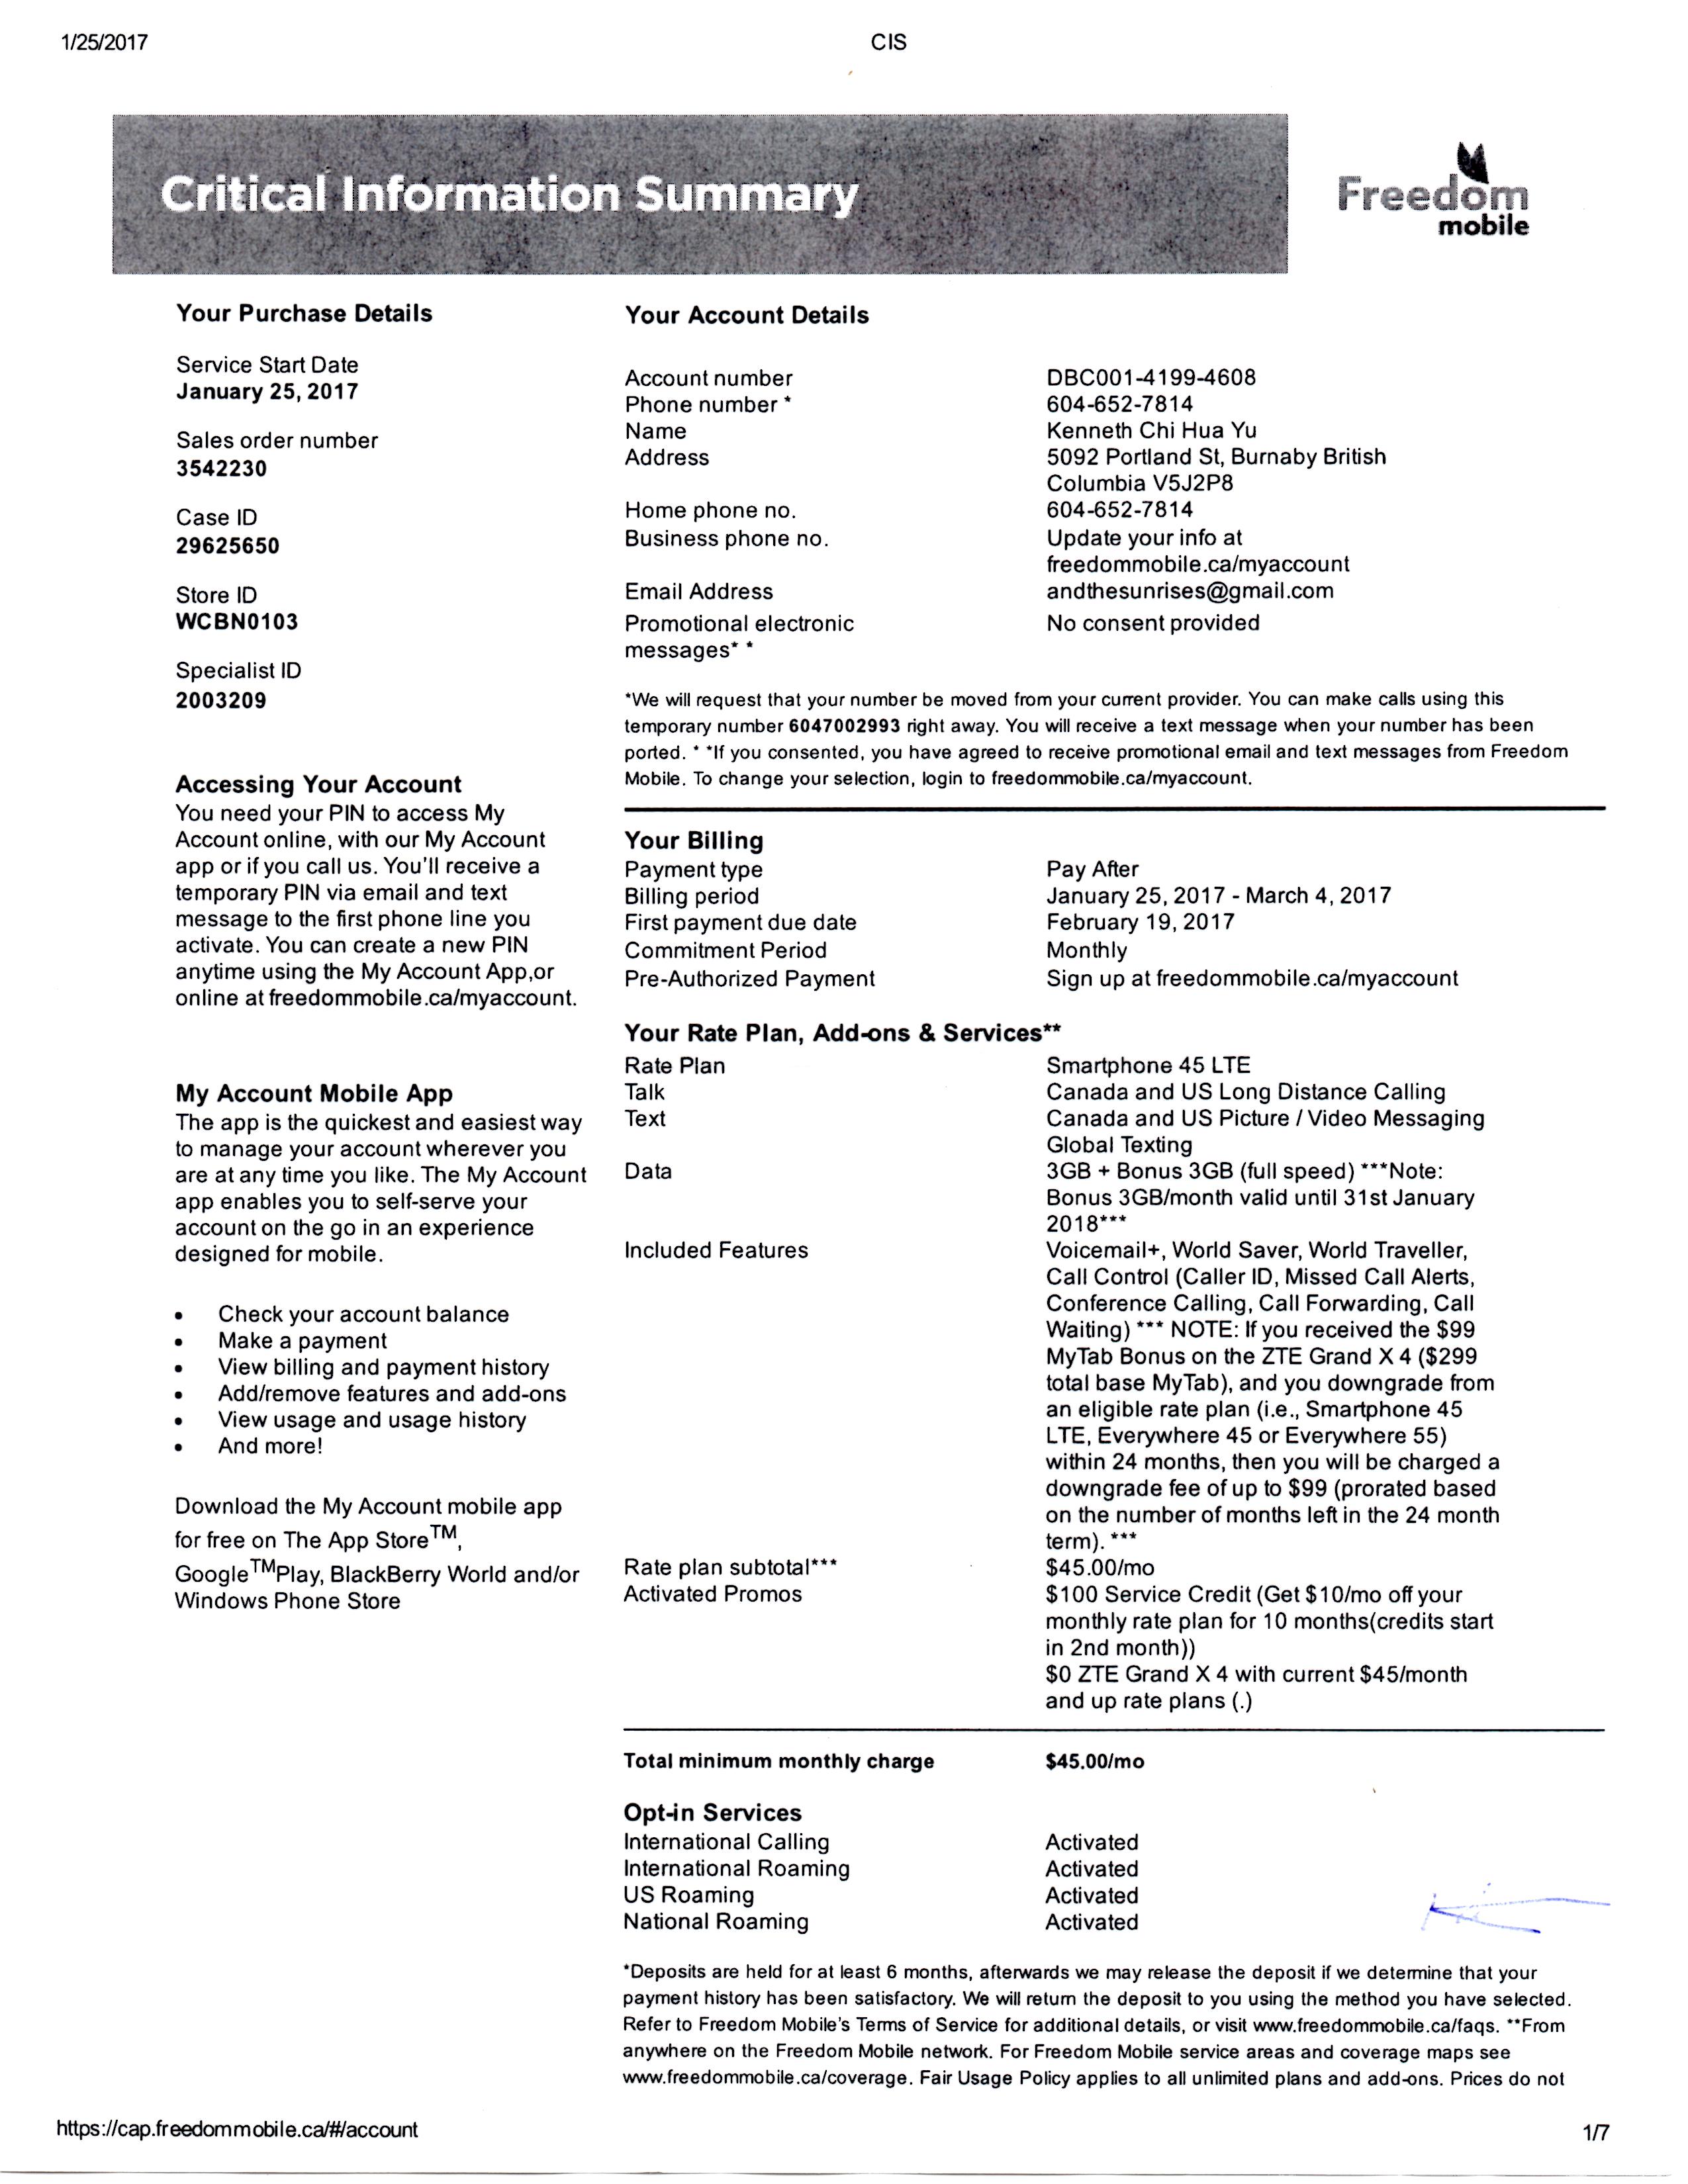 1/25/2017
CIS
Critical Information Summary
Freedom
mobile
Your Purchase Details
Service Start Date
January 25, 2017
Sales order number
3542230
Case ID
29625650
Store ID
WCBN0103
Specialist ID
2003209
Accessing Your Account
You need your PIN to access My
Account online, with our My Account
app or if you call us. You'll receive a
temporary PIN via email and text
message to the first phone line you
activate. You can create a new PIN
anytime using the My Account App,or
online at freedommobile.ca/myaccount.
My Account Mobile App
The app is the quickest and easiest way
to manage your account wherever you
are at any time you like. The My Account
app enables you to self-serve your
account on the go in an experience
designed for mobile.
• Check your account balance
• Make a payment
• View billing and payment history
• Add/remove features and add-ons
• View usage and usage history
• And more!
Download the My Account mobile app
for free on The App Store™,
Google™Play, BlackBerry World and/or
Windows Phone Store
Your Account Details
Account number DBC001-4199-4608
Phone number * 604-652-7814
Name Kenneth Chi Hua Yu
Address 5092 Portland St, Burnaby British
Columbia V5J2P8
Home phone no. 604-652-7814
Business phone no. Update your info at
freedommobile.ca/myaccount
Email Address andthesunrises@gmail.com
Promotional electronic No consent provided
messages* *
*We will request that your number be moved from your current provider. You can make calls using this
temporary number 6047002993 right away. You will receive a text message when your number has been
ported. * *If you consented, you have agreed to receive promotional email and text messages from Freedom
Mobile. To change your selection, login to freedommobile.ca/myaccount.
Your Billing
Payment type Pay After
Billing period January 25, 2017 - March 4, 2017
First payment due date February 19, 2017
Commitment Period Monthly
Pre-Authorized Payment Sign up at freedommobile.ca/myaccount
Your Rate Plan, Add-ons & Services**
Rate Plan Smartphone 45 LTE
Talk Canada and US Long Distance Calling
Text Canada and US Picture / Video Messaging
Global Texting
Data 3GB + Bonus 3GB (full speed) ***Note:
Bonus 3GB/month valid until 31st January
2018***
Included Features Voicemail+, World Saver, World Traveller,
Call Control (Caller ID, Missed Call Alerts,
Conference Calling, Call Forwarding, Call
Waiting) *** NOTE: If you received the $99
MyTab Bonus on the ZTE Grand X 4 ($299
total base MyTab), and you downgrade from
an eligible rate plan (i.e., Smartphone 45
LTE, Everywhere 45 or Everywhere 55)
within 24 months, then you will be charged a
downgrade fee of up to $99 (prorated based
on the number of months left in the 24 month
term). ***
Rate plan subtotal*** $45.00/mo
Activated Promos $100 Service Credit (Get $10/mo off your
monthly rate plan for 10 months(credits start
in 2nd month))
$0 ZTE Grand X 4 with current $45/month
and up rate plans (.)
Total minimum monthly charge $45.00/mo
Opt-in Services
International Calling Activated
International Roaming Activated
US Roaming Activated
National Roaming Activated
*Deposits are held for at least 6 months, afterwards we may release the deposit if we determine that your
payment history has been satisfactory. We will return the deposit to you using the method you have selected.
Refer to Freedom Mobile's Terms of Service for additional details, or visit www.freedommobile.ca/faqs. **From
anywhere on the Freedom Mobile network. For Freedom Mobile service areas and coverage maps see
www.freedommobile.ca/coverage. Fair Usage Policy applies to all unlimited plans and add-ons. Prices do not
https://cap.freedommobile.ca/#/account
1/7